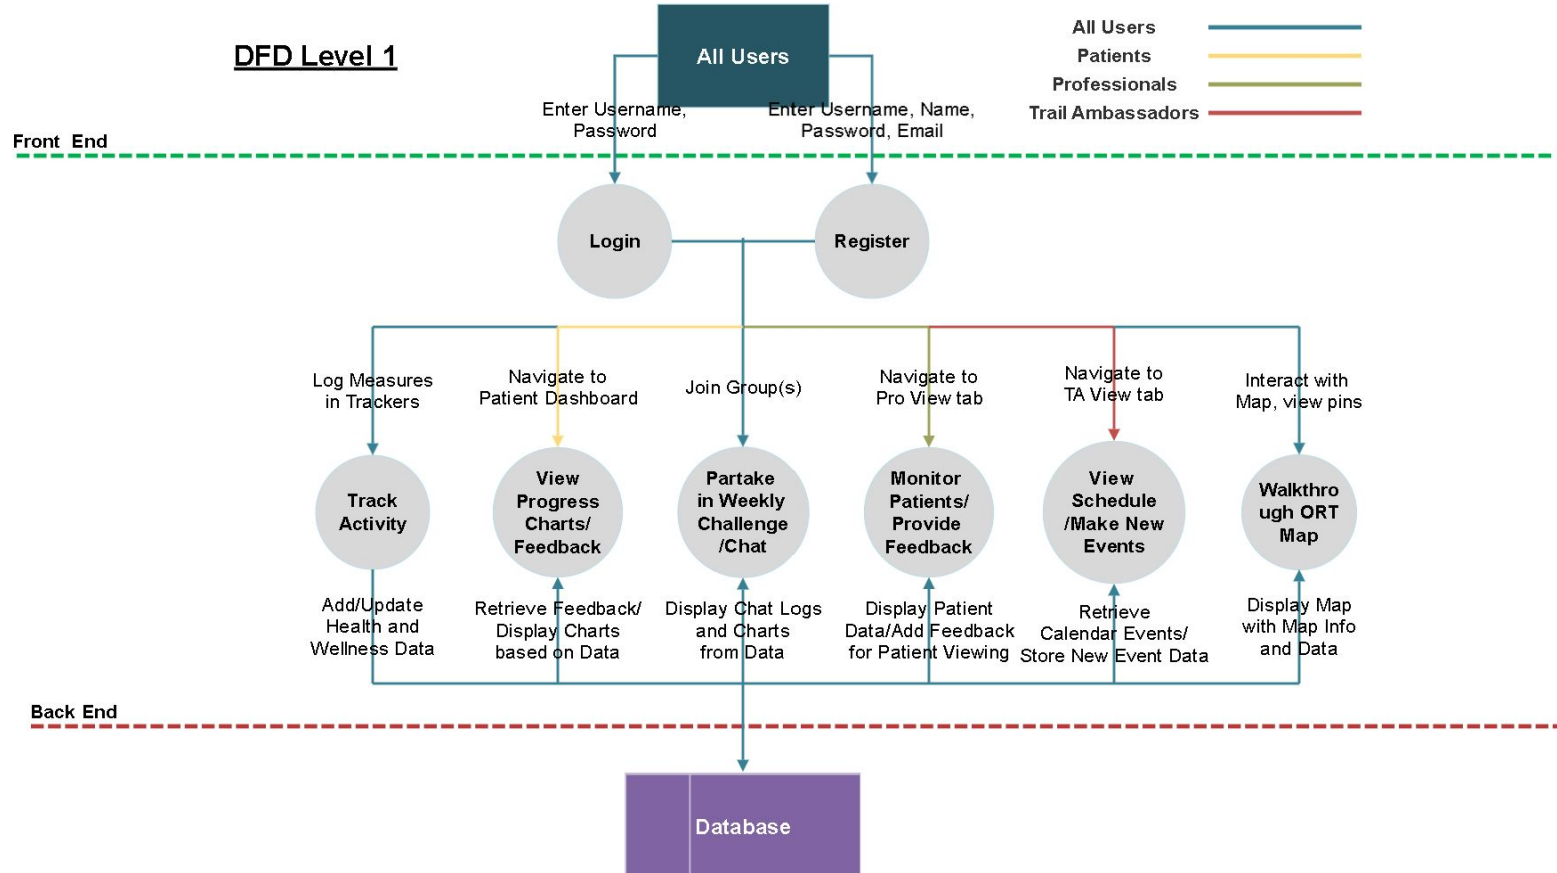 DFD Level 1
All Users
All Users
Patients
Professionals
Trail Ambassadors
Enter Username,
Password
Enter Username, Name,
Password, Email
Front End
Login
Register
Log Measures
in Trackers
Navigate to
Patient Dashboard
Join Group(s)
Navigate to
Pro View tab
Navigate to
TA View tab
Interact with
Map, view pins
Track
Activity
View
Progress
Charts/
Feedback
Partake
in Weekly
Challenge
/Chat
Monitor
Patients/
Provide
Feedback
View
Schedule
/Make New
Events
Walkthro
ugh ORT
Map
Add/Update
Health and
Wellness Data
Retrieve Feedback/
Display Charts
based on Data
Display Chat Logs
and Charts
from Data
Display Patient
Data/Add Feedback
for Patient Viewing
Retrieve
Calendar Events/
Store New Event Data
Display Map
with Map Info
and Data
Back End
Database